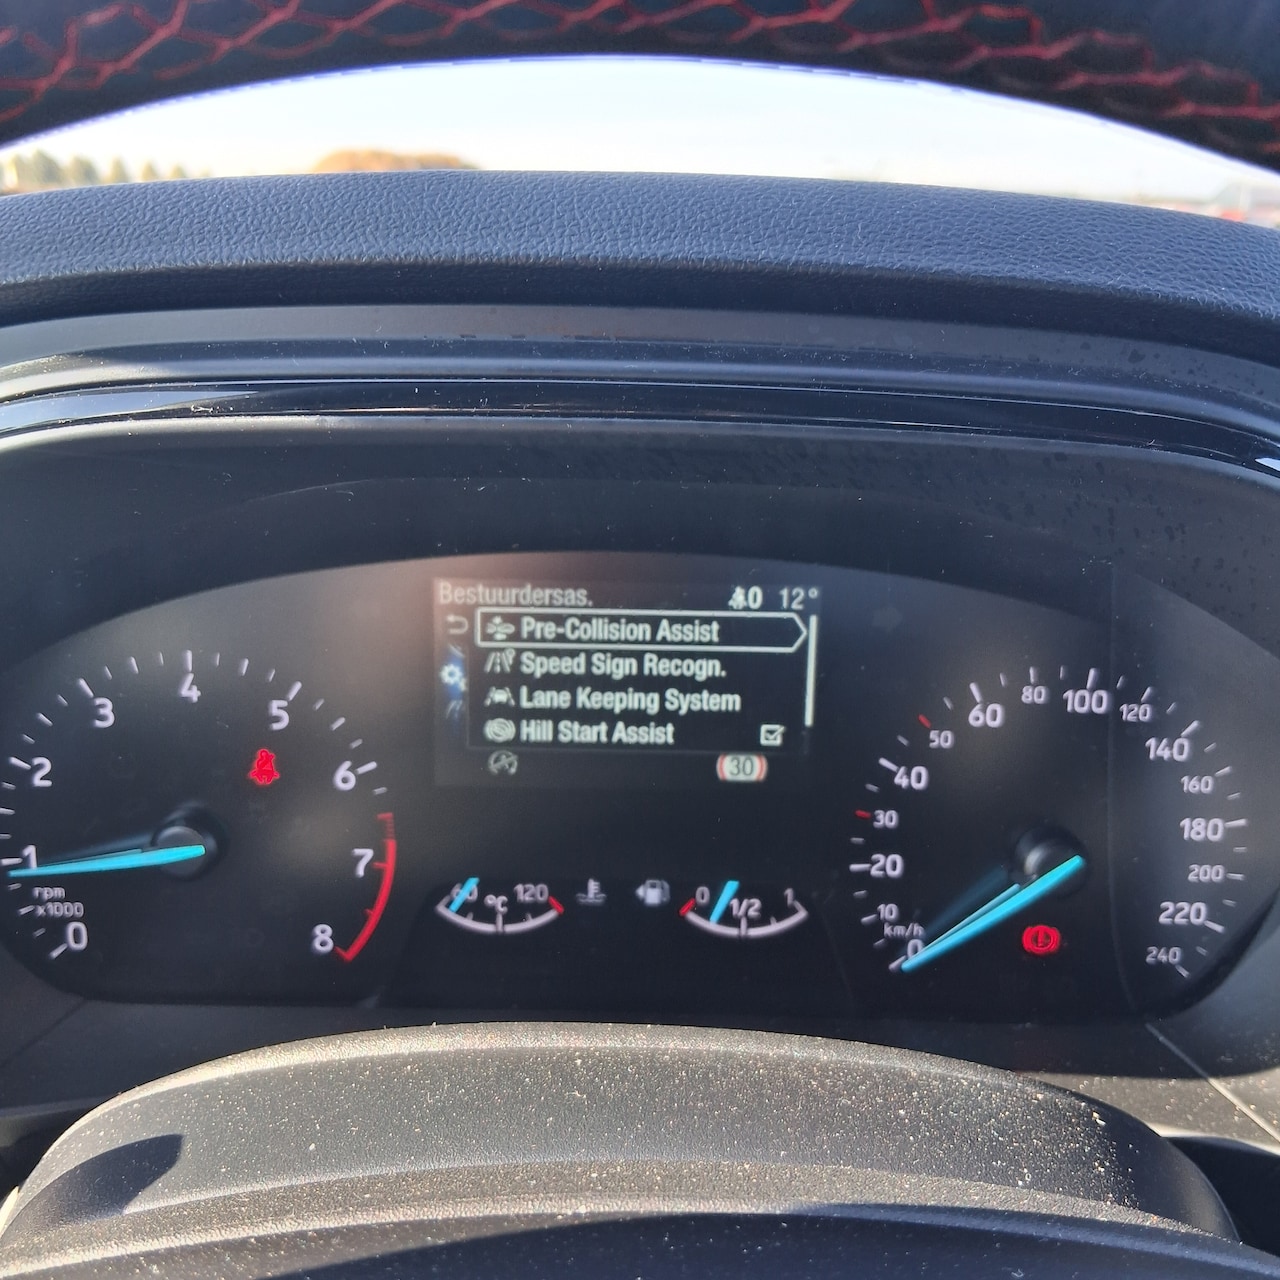 Bestuurdersas.
0 12°
Pre-Collision Assist
Speed Sign Recogn.
Lane Keeping System
Hill Start Assist
30
0
1
2
3
4
5
6
7
8
rpm
x1000
60 °C 120
0 1/2 1
0
10
20
30
40
50
60
80
100
120
140
160
180
200
220
240
km/h